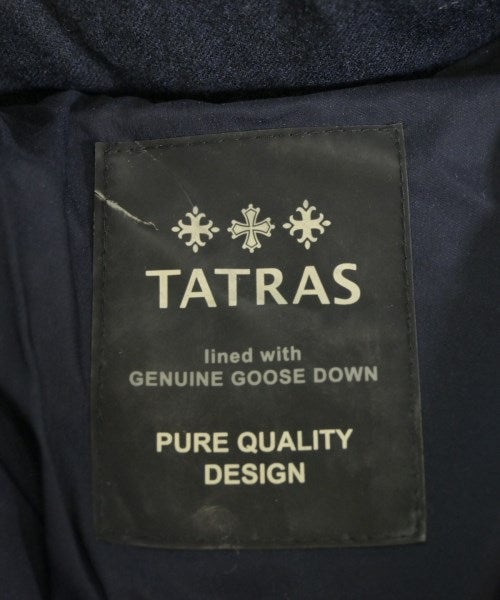 TATRAS
lined with
GENUINE GOOSE DOWN
PURE QUALITY
DESIGN